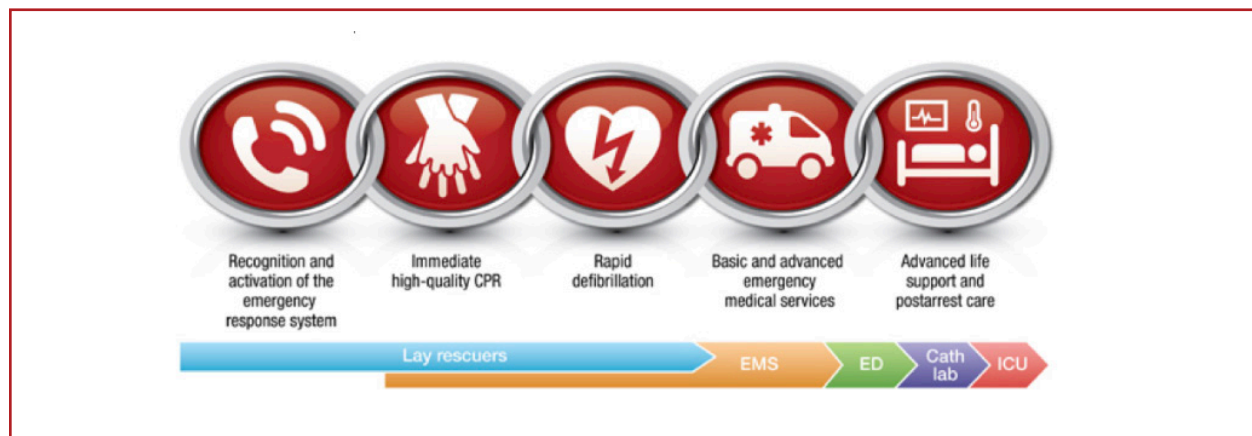 Recognition and
activation of the
emergency
response system
Immediate
high-quality CPR
Rapid
defibrillation
Basic and advanced
emergency
medical services
Advanced life
support and
postarrest care
Lay rescuers
EMS
ED
Cath
lab
ICU